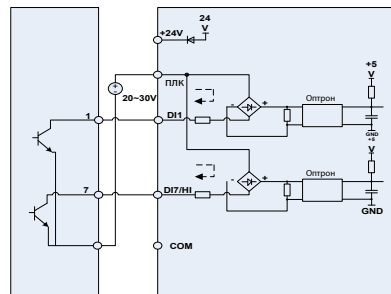 24
V
+24V
ПЛК
20~30V
1
DI1
- +
Оптрон
+5
V
GND
+5
V
7
DI7/HI
- +
Оптрон
GND
COM